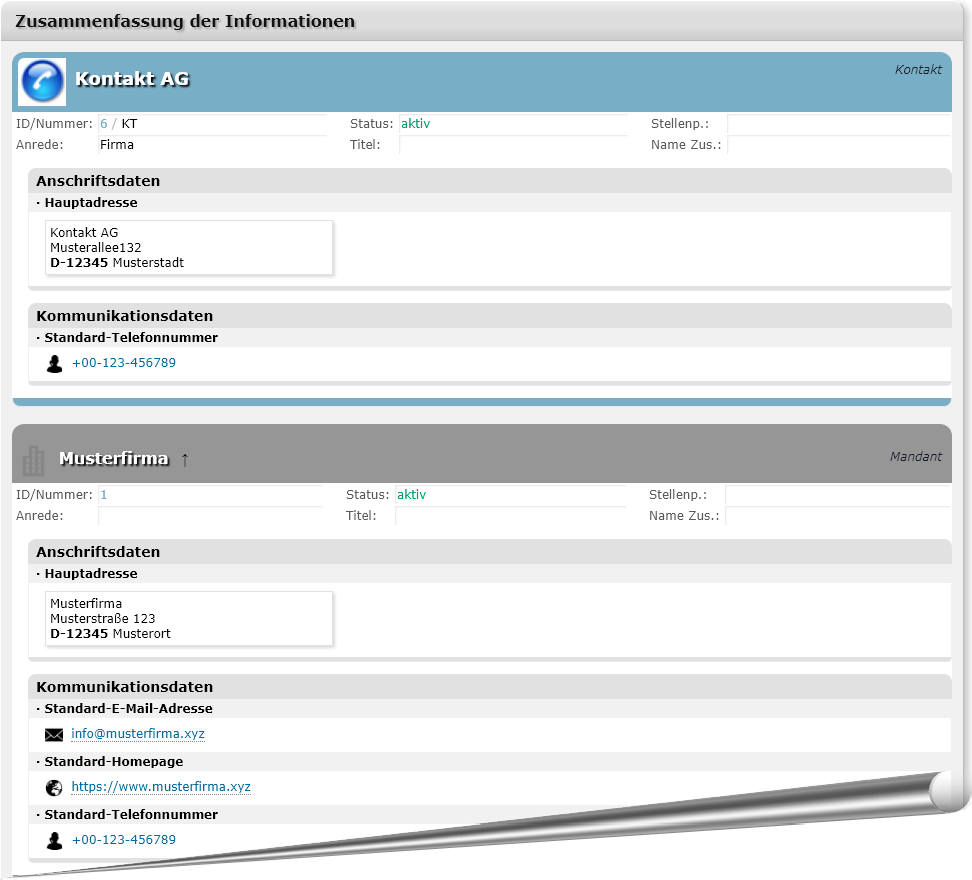 Zusammenfassung der Informationen
Kontakt AG
Kontakt
ID/Nummer: 6 / KT Status: aktiv Stellenp.:
Anrede: Firma Titel: Name Zus.:
Anschriftsdaten
· Hauptadresse
Kontakt AG
Musterallee132
D-12345 Musterstadt
Kommunikationsdaten
· Standard-Telefonnummer
+00-123-456789
Musterfirma ↑
Mandant
ID/Nummer: 1 Status: aktiv Stellenp.:
Anrede: Titel: Name Zus.:
Anschriftsdaten
· Hauptadresse
Musterfirma
Musterstraße 123
D-12345 Musterort
Kommunikationsdaten
· Standard-E-Mail-Adresse
info@musterfirma.xyz
· Standard-Homepage
https://www.musterfirma.xyz
· Standard-Telefonnummer
+00-123-456789